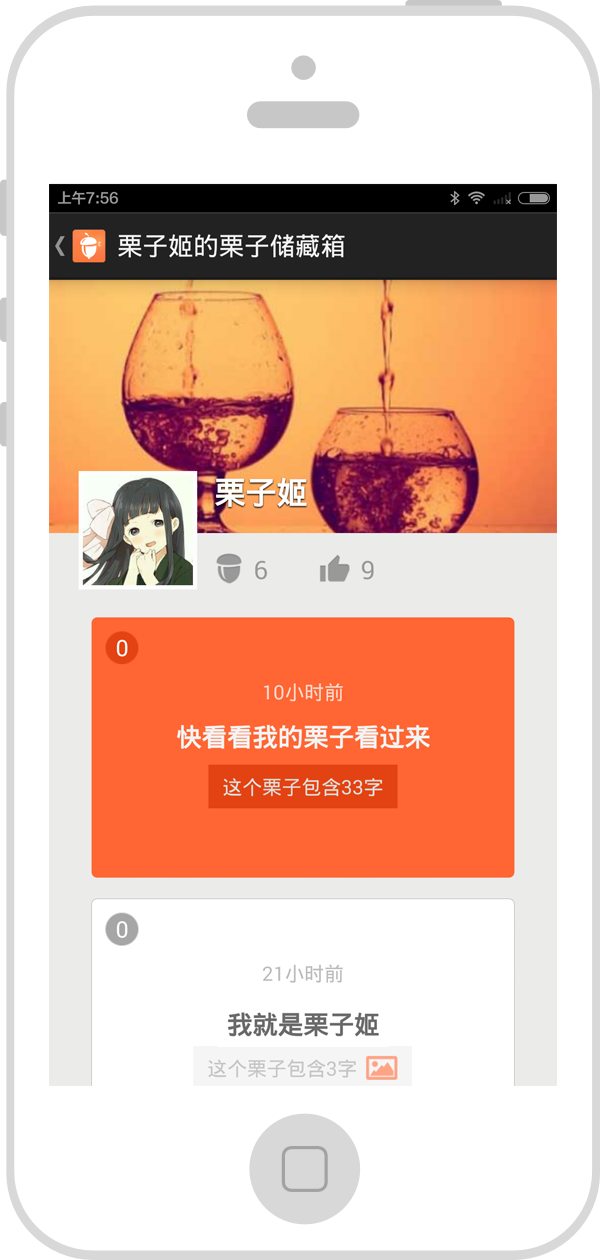 上午7:56
栗子姬的栗子储藏箱
栗子姬
6
9
0
10小时前
快看看我的栗子看过来
这个栗子包含33字
0
21小时前
我就是栗子姬
这个栗子包含3字